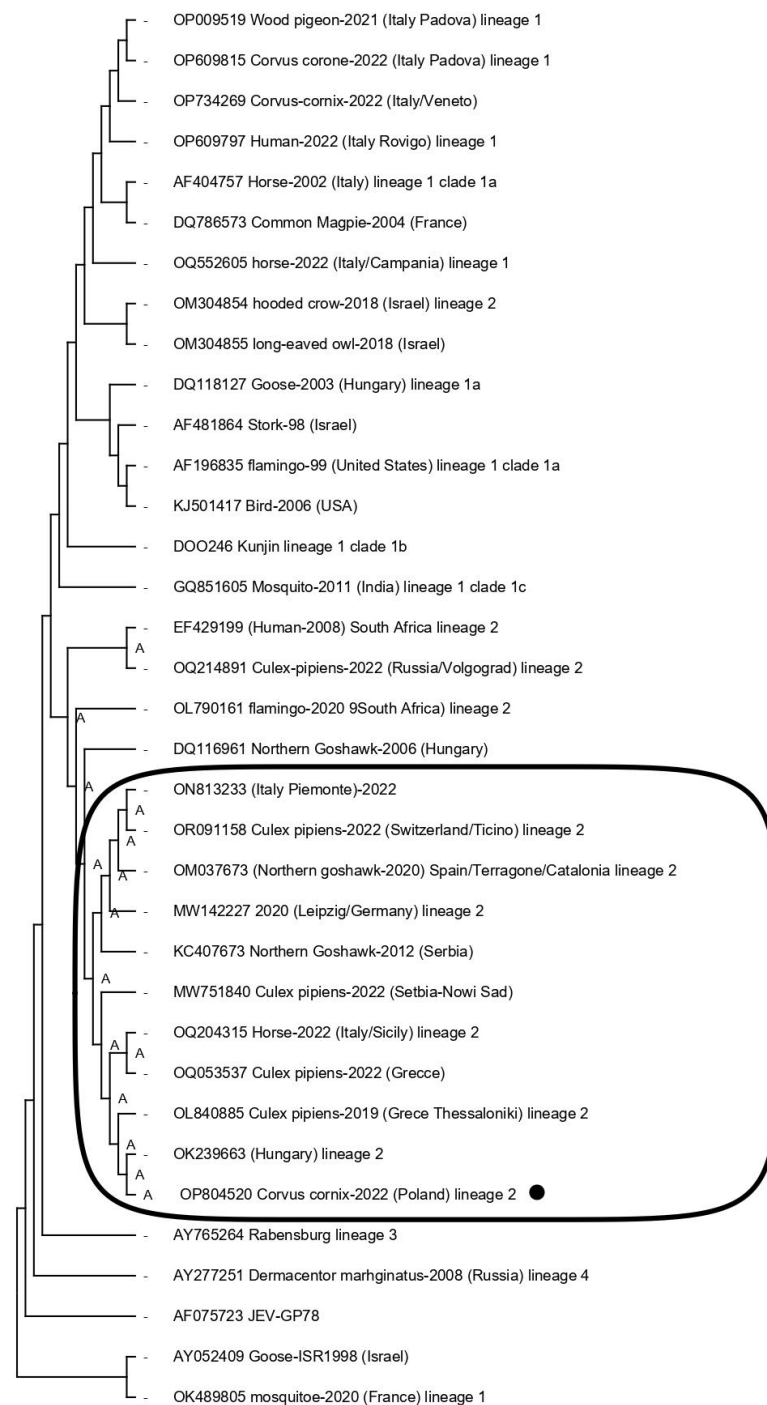 - OP009519 Wood pigeon-2021 (Italy Padova) lineage 1
- OP609815 Corvus corone-2022 (Italy Padova) lineage 1
- OP734269 Corvus-cornix-2022 (Italy/Veneto)
- OP609797 Human-2022 (Italy Rovigo) lineage 1
- AF404757 Horse-2002 (Italy) lineage 1 clade 1a
- DQ786573 Common Magpie-2004 (France)
- OQ552605 horse-2022 (Italy/Campania) lineage 1
- OM304854 hooded crow-2018 (Israel) lineage 2
- OM304855 long-eaved owl-2018 (Israel)
- DQ118127 Goose-2003 (Hungary) lineage 1a
- AF481864 Stork-98 (Israel)
- AF196835 flamingo-99 (United States) lineage 1 clade 1a
- KJ501417 Bird-2006 (USA)
- DOO246 Kunjin lineage 1 clade 1b
- GQ851605 Mosquito-2011 (India) lineage 1 clade 1c
- EF429199 (Human-2008) South Africa lineage 2
A
- OQ214891 Culex-pipiens-2022 (Russia/Volgograd) lineage 2
- OL790161 flamingo-2020 9South Africa) lineage 2
A
- DQ116961 Northern Goshawk-2006 (Hungary)
A
- ON813233 (Italy Piemonte)-2022
A
- OR091158 Culex pipiens-2022 (Switzerland/Ticino) lineage 2
A
A
- OM037673 (Northern goshawk-2020) Spain/Terragone/Catalonia lineage 2
A
- MW142227 2020 (Leipzig/Germany) lineage 2
A
- KC407673 Northern Goshawk-2012 (Serbia)
A
- MW751840 Culex pipiens-2022 (Setbia-Nowi Sad)
- OQ204315 Horse-2022 (Italy/Sicily) lineage 2
A
A
- OQ053537 Culex pipiens-2022 (Grecce)
A
- OL840885 Culex pipiens-2019 (Grece Thessaloniki) lineage 2
A
- OK239663 (Hungary) lineage 2
A
A OP804520 Corvus cornix-2022 (Poland) lineage 2
- AY765264 Rabensburg lineage 3
- AY277251 Dermacentor marhginatus-2008 (Russia) lineage 4
- AF075723 JEV-GP78
- AY052409 Goose-ISR1998 (Israel)
- OK489805 mosquitoe-2020 (France) lineage 1